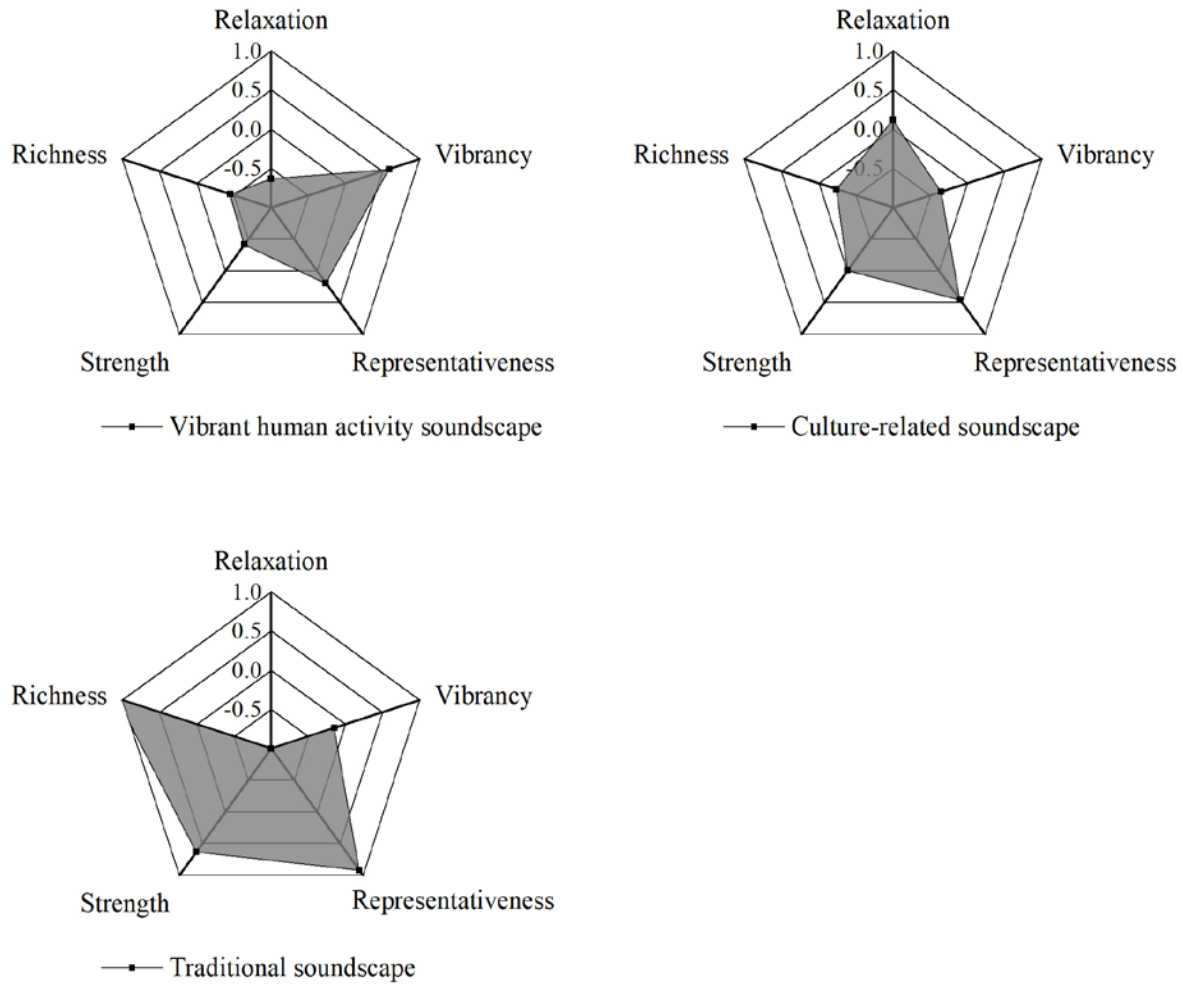 Relaxation
1.0
0.5
0.0
-0.5
Richness
Vibrancy
Strength
Representativeness
Vibrant human activity soundscape
Relaxation
1.0
0.5
0.0
-0.5
Richness
Vibrancy
Strength
Representativeness
Culture-related soundscape
Relaxation
1.0
0.5
0.0
-0.5
Richness
Vibrancy
Strength
Representativeness
Traditional soundscape